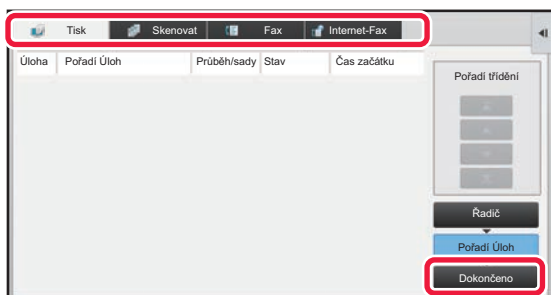 Tisk Skenovat Fax Internet-Fax
Úloha Pořadí Úloh Průběh/sady Stav Čas začátku
Pořadí třídění
Řadič
Pořadí Úloh
Dokončeno